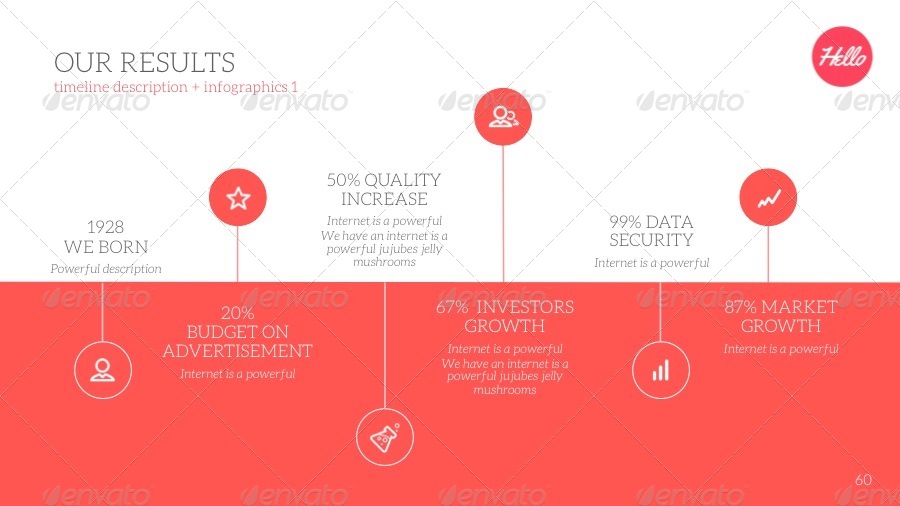 OUR RESULTS
timeline description + infographics 1
Hello
1928
WE BORN
Powerful description
20%
BUDGET ON
ADVERTISEMENT
Internet is a powerful
50% QUALITY
INCREASE
Internet is a powerful
We have an internet is a
powerful jujubes jelly
mushrooms
67% INVESTORS
GROWTH
Internet is a powerful
We have an internet is a
powerful jujubes jelly
mushrooms
99% DATA
SECURITY
Internet is a powerful
87% MARKET
GROWTH
Internet is a powerful
60
envato envato envato envato envato
envato envato envato envato envato
envato envato envato envato envato